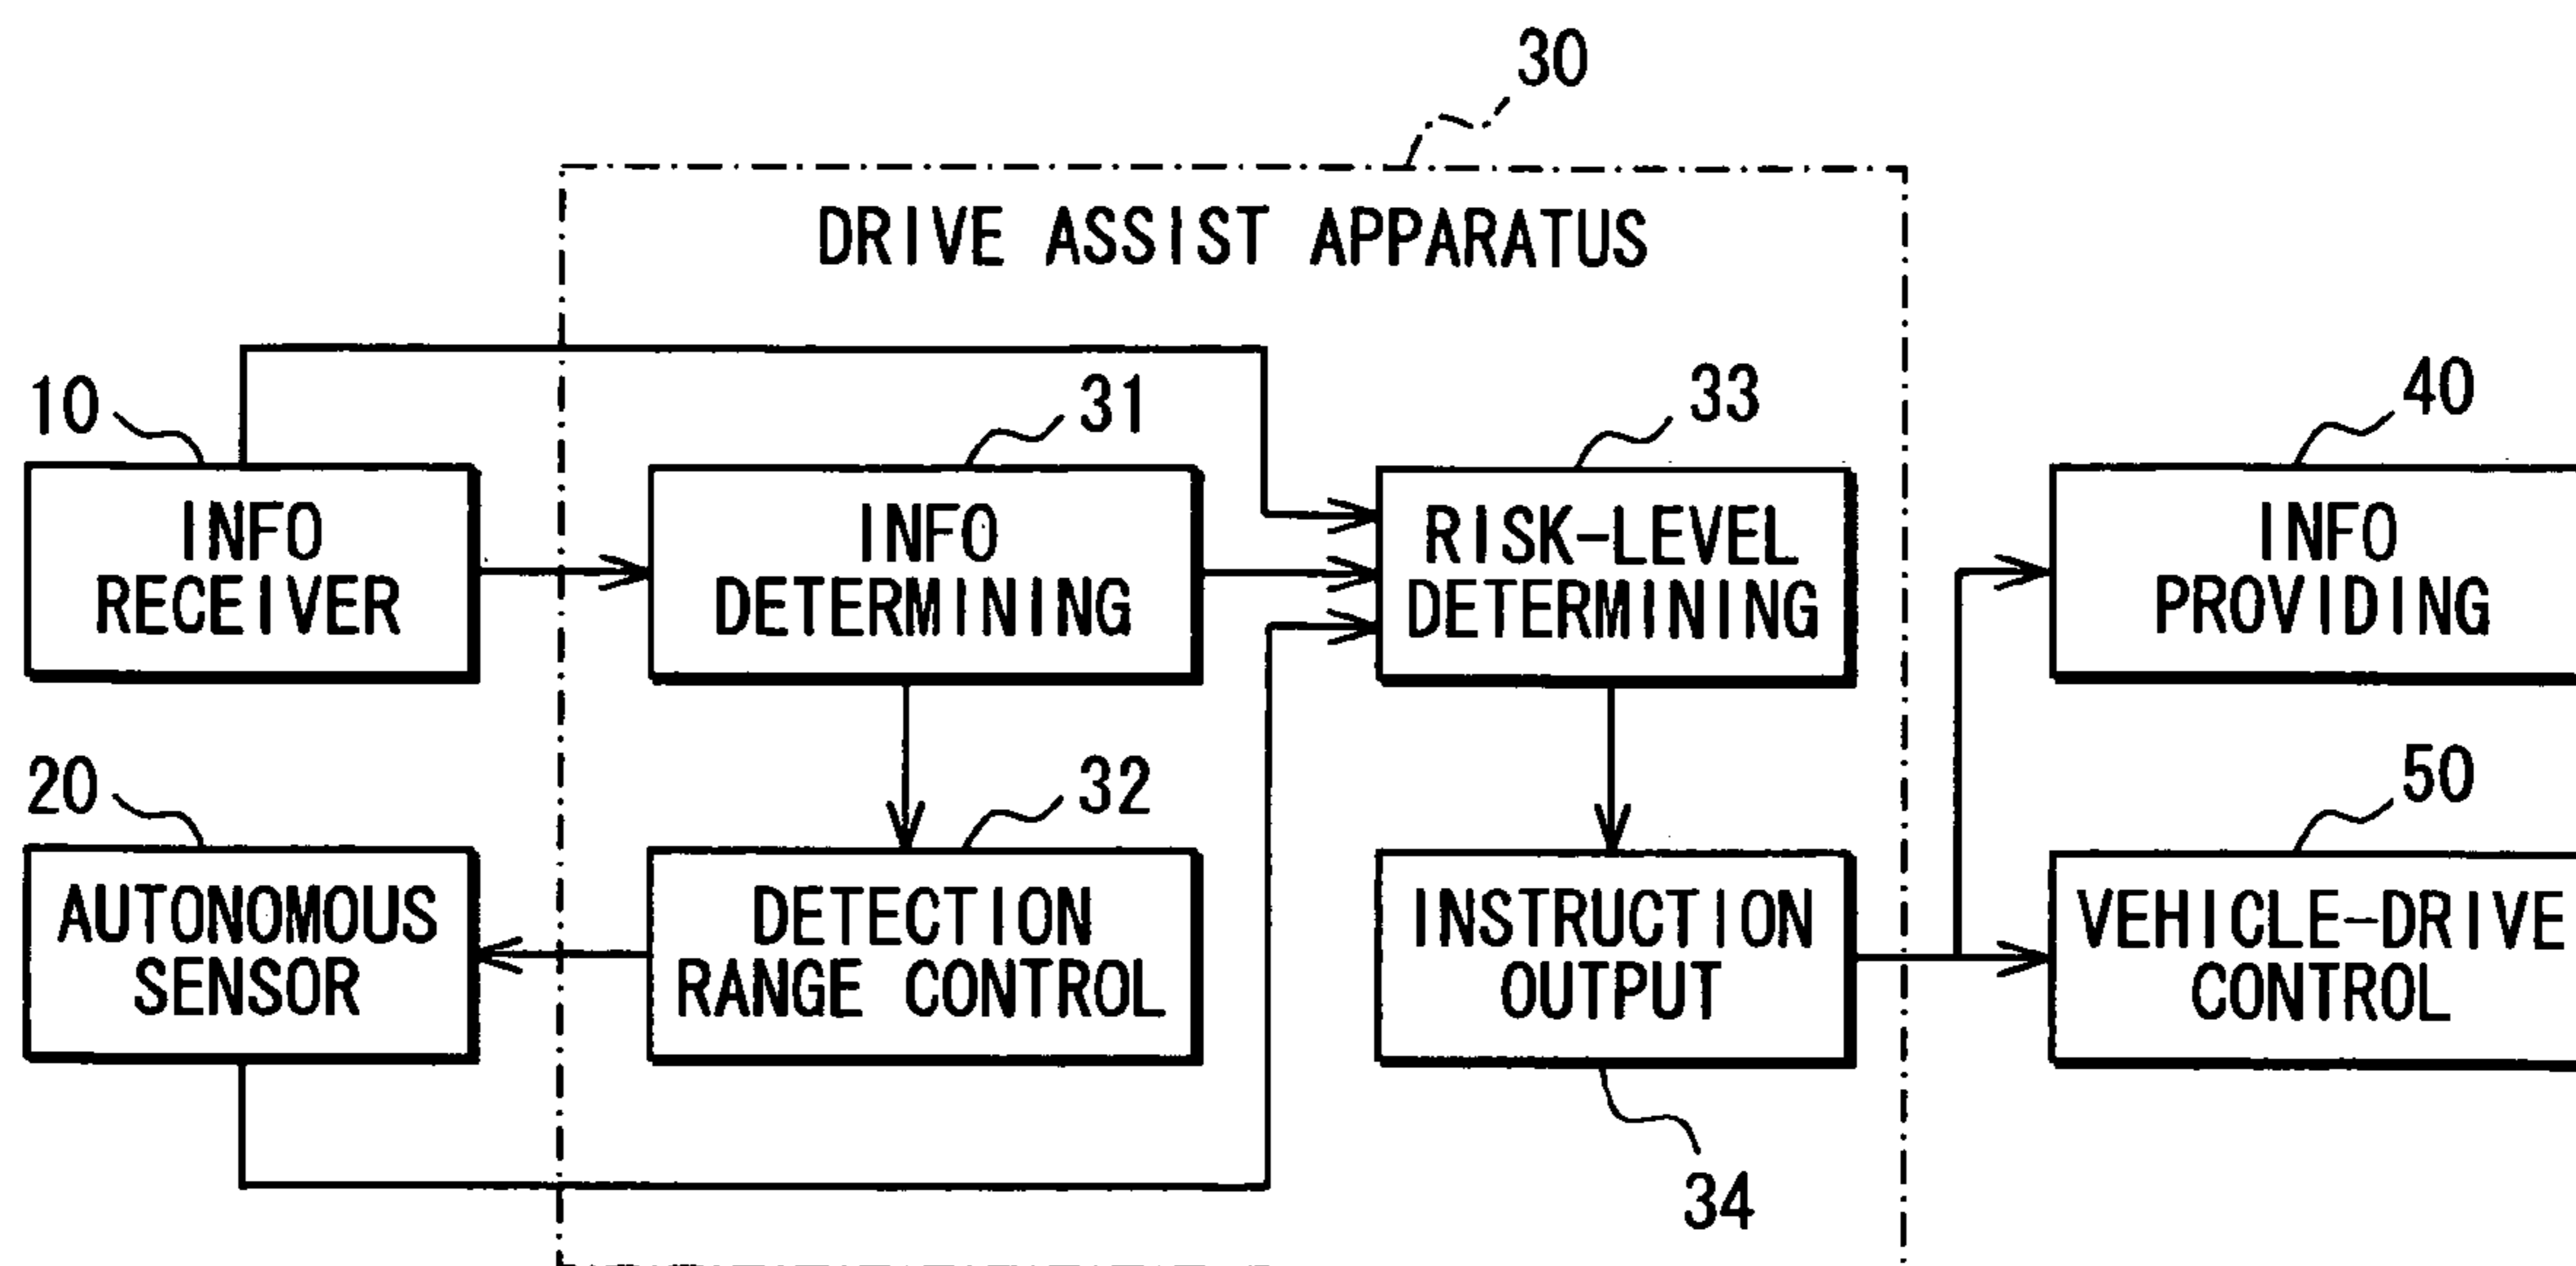 30
DRIVE ASSIST APPARATUS
10
31
33
40
INFO
RECEIVER
INFO
DETERMINING
RISK-LEVEL
DETERMINING
INFO
PROVIDING
20
32
50
AUTONOMOUS
SENSOR
DETECTION
RANGE CONTROL
INSTRUCTION
OUTPUT
VEHICLE-DRIVE
CONTROL
34